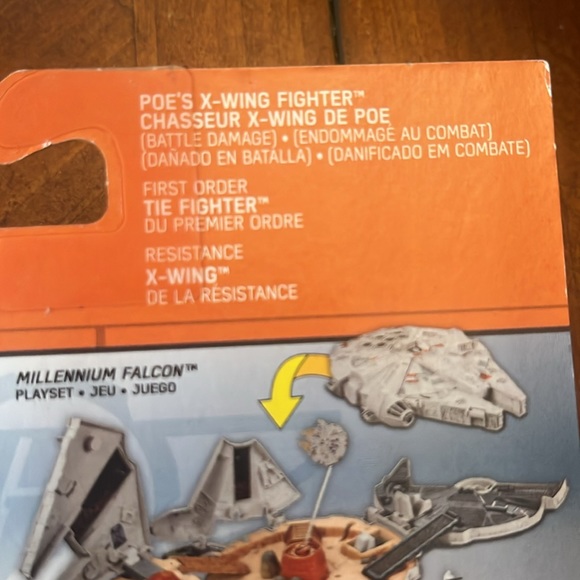 POE'S X-WING FIGHTER™
CHASSEUR X-WING DE POE
(BATTLE DAMAGE) • (ENDOMMAGÉ AU COMBAT)
(DAÑADO EN BATALLA) • (DANIFICADO EM COMBATE)
FIRST ORDER
TIE FIGHTER™
DU PREMIER ORDRE
RESISTANCE
X-WING™
DE LA RÉSISTANCE
MILLENNIUM FALCON™
PLAYSET • JEU • JUEGO